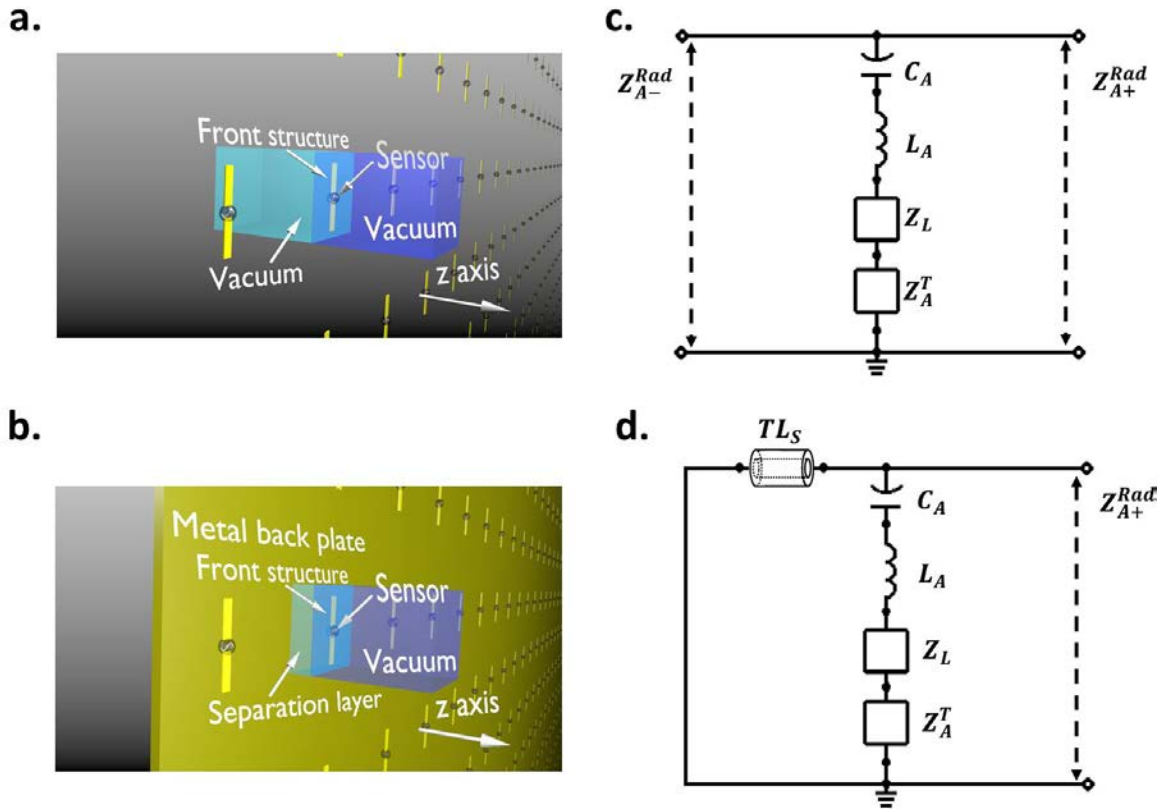 a.
Front structure
Sensor
Vacuum
Vacuum
z axis
b.
Metal back plate
Front structure
Sensor
Vacuum
Separation layer
z axis
c.
Z_{A-}^{Rad}
C_A
Z_{A+}^{Rad}
L_A
Z_L
Z_A^T
d.
TL_S
C_A
Z_{A+}^{Rad}
L_A
Z_L
Z_A^T